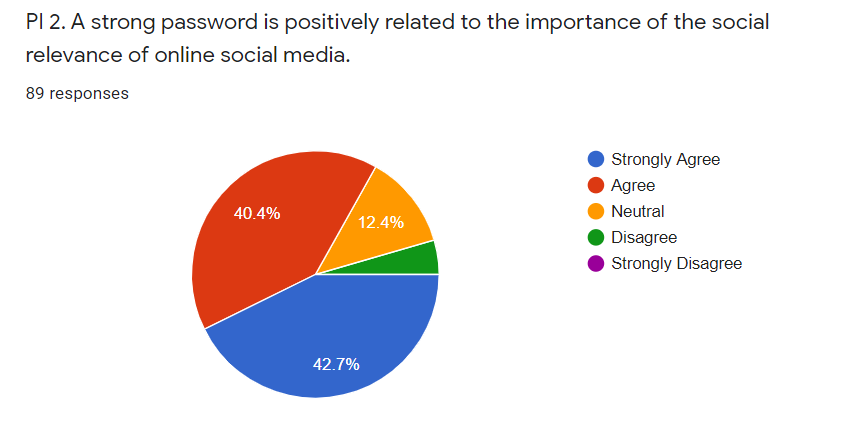 PI 2. A strong password is positively related to the importance of the social
relevance of online social media.
89 responses
Strongly Agree
Agree
Neutral
Disagree
Strongly Disagree
40.4%
12.4%
42.7%